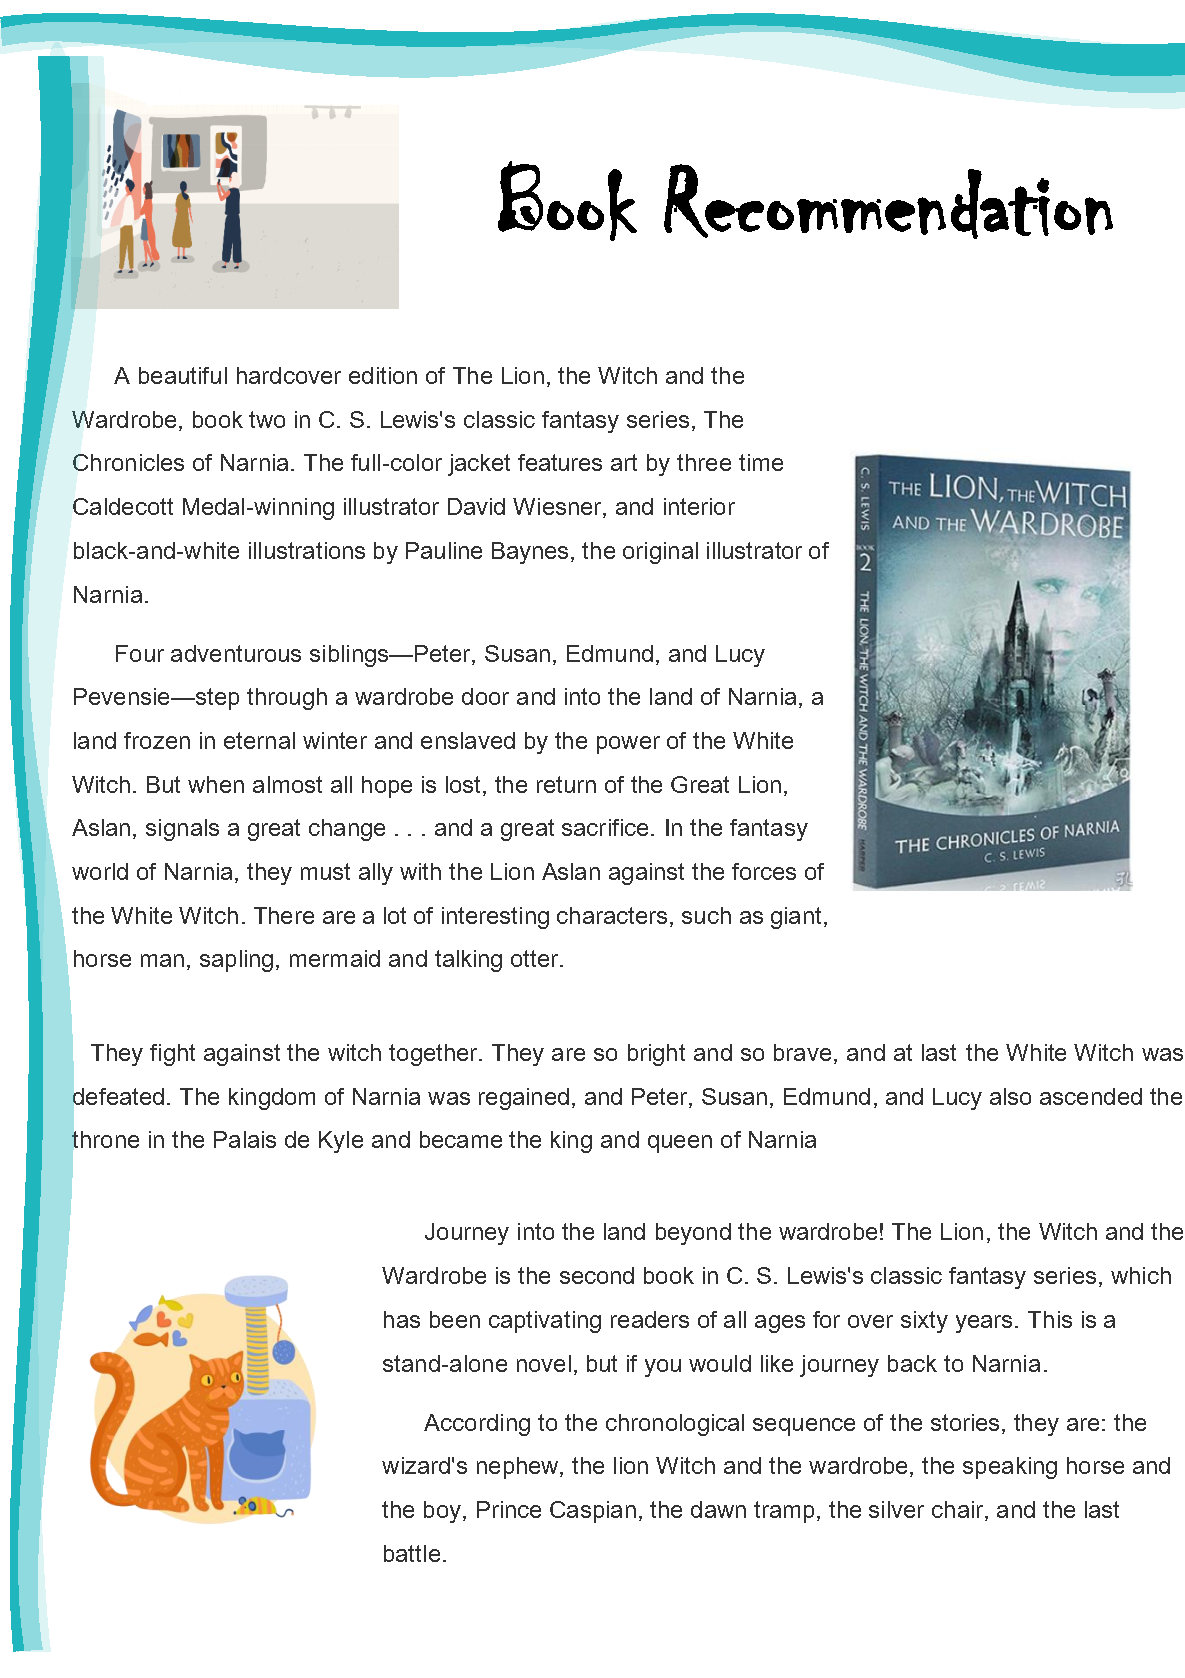 Book Recommendation
A beautiful hardcover edition of The Lion, the Witch and the
Wardrobe, book two in C. S. Lewis's classic fantasy series, The
Chronicles of Narnia. The full-color jacket features art by three time
Caldecott Medal-winning illustrator David Wiesner, and interior
black-and-white illustrations by Pauline Baynes, the original illustrator of
Narnia.
Four adventurous siblings—Peter, Susan, Edmund, and Lucy
Pevensie—step through a wardrobe door and into the land of Narnia, a
land frozen in eternal winter and enslaved by the power of the White
Witch. But when almost all hope is lost, the return of the Great Lion,
Aslan, signals a great change . . . and a great sacrifice. In the fantasy
world of Narnia, they must ally with the Lion Aslan against the forces of
the White Witch. There are a lot of interesting characters, such as giant,
horse man, sapling, mermaid and talking otter.
C. S. LEWIS
BOOK
2
THE LION, THE WITCH AND THE WARDROBE
HARPER
THE LION, THE WITCH
AND THE WARDROBE
THE CHRONICLES OF NARNIA
C. S. LEWIS
They fight against the witch together. They are so bright and so brave, and at last the White Witch was
defeated. The kingdom of Narnia was regained, and Peter, Susan, Edmund, and Lucy also ascended the
throne in the Palais de Kyle and became the king and queen of Narnia
Journey into the land beyond the wardrobe! The Lion, the Witch and the
Wardrobe is the second book in C. S. Lewis's classic fantasy series, which
has been captivating readers of all ages for over sixty years. This is a
stand-alone novel, but if you would like journey back to Narnia.
According to the chronological sequence of the stories, they are: the
wizard's nephew, the lion Witch and the wardrobe, the speaking horse and
the boy, Prince Caspian, the dawn tramp, the silver chair, and the last
battle.